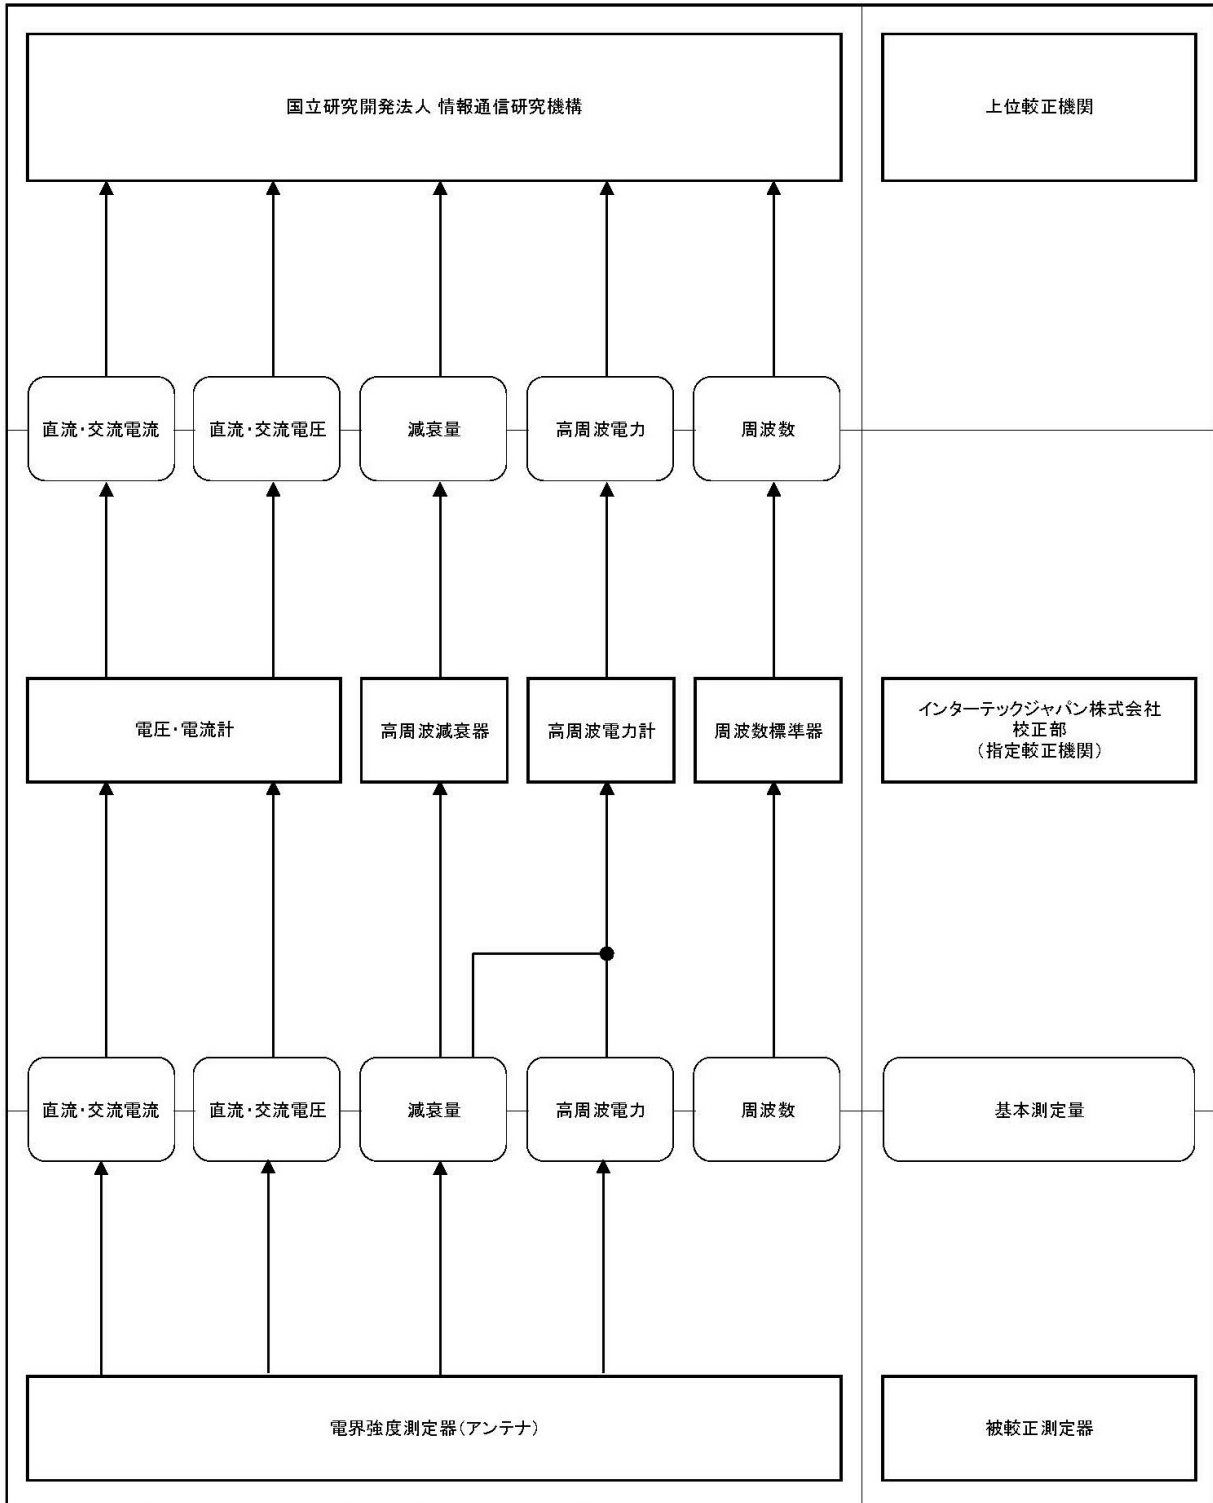 国立研究開発法人 情報通信研究機構
上位較正機関
直流・交流電流
直流・交流電圧
減衰量
高周波電力
周波数
電圧・電流計
高周波減衰器
高周波電力計
周波数標準器
インターテックジャパン株式会社
校正部
(指定較正機関)
直流・交流電流
直流・交流電圧
減衰量
高周波電力
周波数
基本測定量
電界強度測定器(アンテナ)
被較正測定器